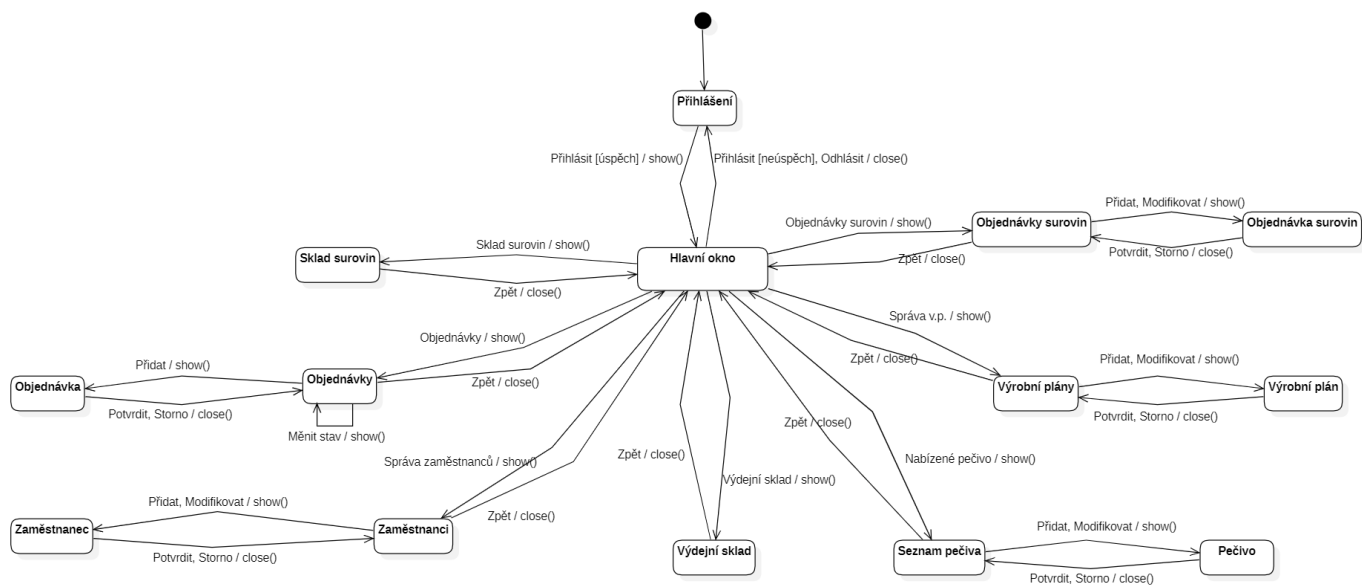 Přihlášení
Přihlásit [úspěch] / show()
Přihlásit [neúspěch], Odhlásit / close()
Objednávky surovin / show()
Objednávky surovin
Přidat, Modifikovat / show()
Objednávka surovin
Potvrdit, Storno / close()
Zpět / close()
Sklad surovin
Sklad surovin / show()
Zpět / close()
Hlavní okno
Správa v.p. / show()
Zpět / close()
Výrobní plány
Přidat, Modifikovat / show()
Výrobní plán
Potvrdit, Storno / close()
Objednávky / show()
Zpět / close()
Objednávka
Přidat / show()
Objednávky
Potvrdit, Storno / close()
Měnit stav / show()
Správa zaměstnanců / show()
Zpět / close()
Zaměstnanec
Přidat, Modifikovat / show()
Zaměstnanci
Potvrdit, Storno / close()
Zpět / close()
Výdejní sklad / show()
Výdejní sklad
Zpět / close()
Nabízené pečivo / show()
Seznam pečiva
Přidat, Modifikovat / show()
Pečivo
Potvrdit, Storno / close()